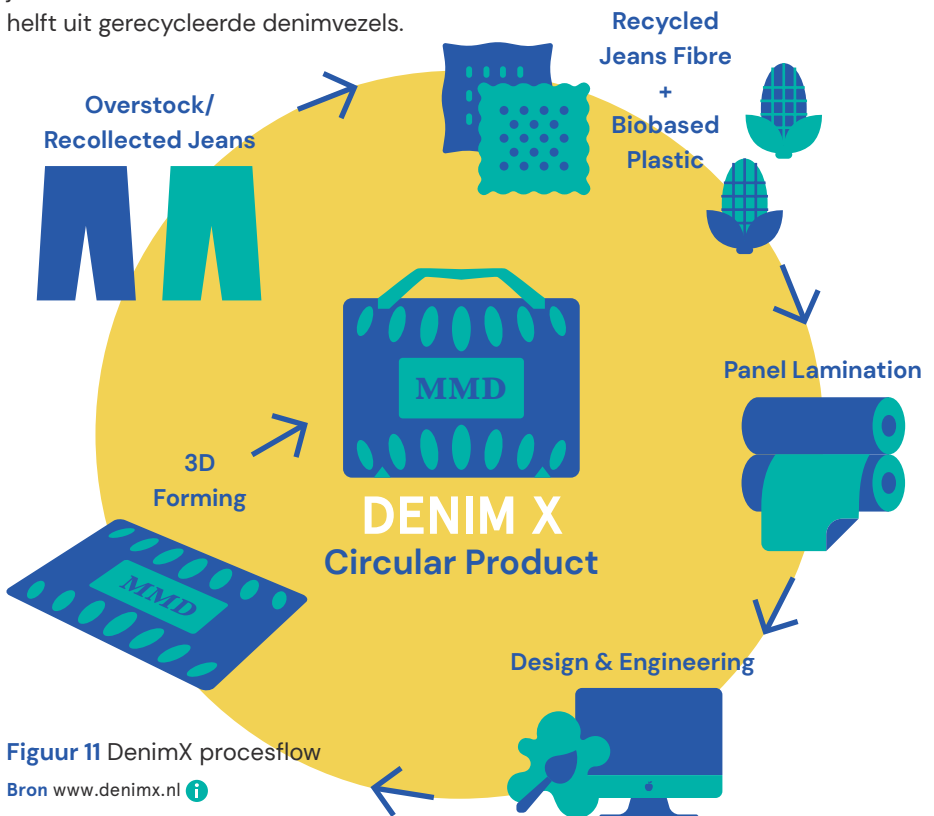 helft uit gerecycleerde denimvezels.
Recycled
Jeans Fibre
+
Biobased
Plastic
Overstock/
Recollected Jeans
Panel Lamination
MMD
3D
Forming
DENIM X
Circular Product
MMD
Design & Engineering
Figuur 11 DenimX procesflow
Bron www.denimx.nl i